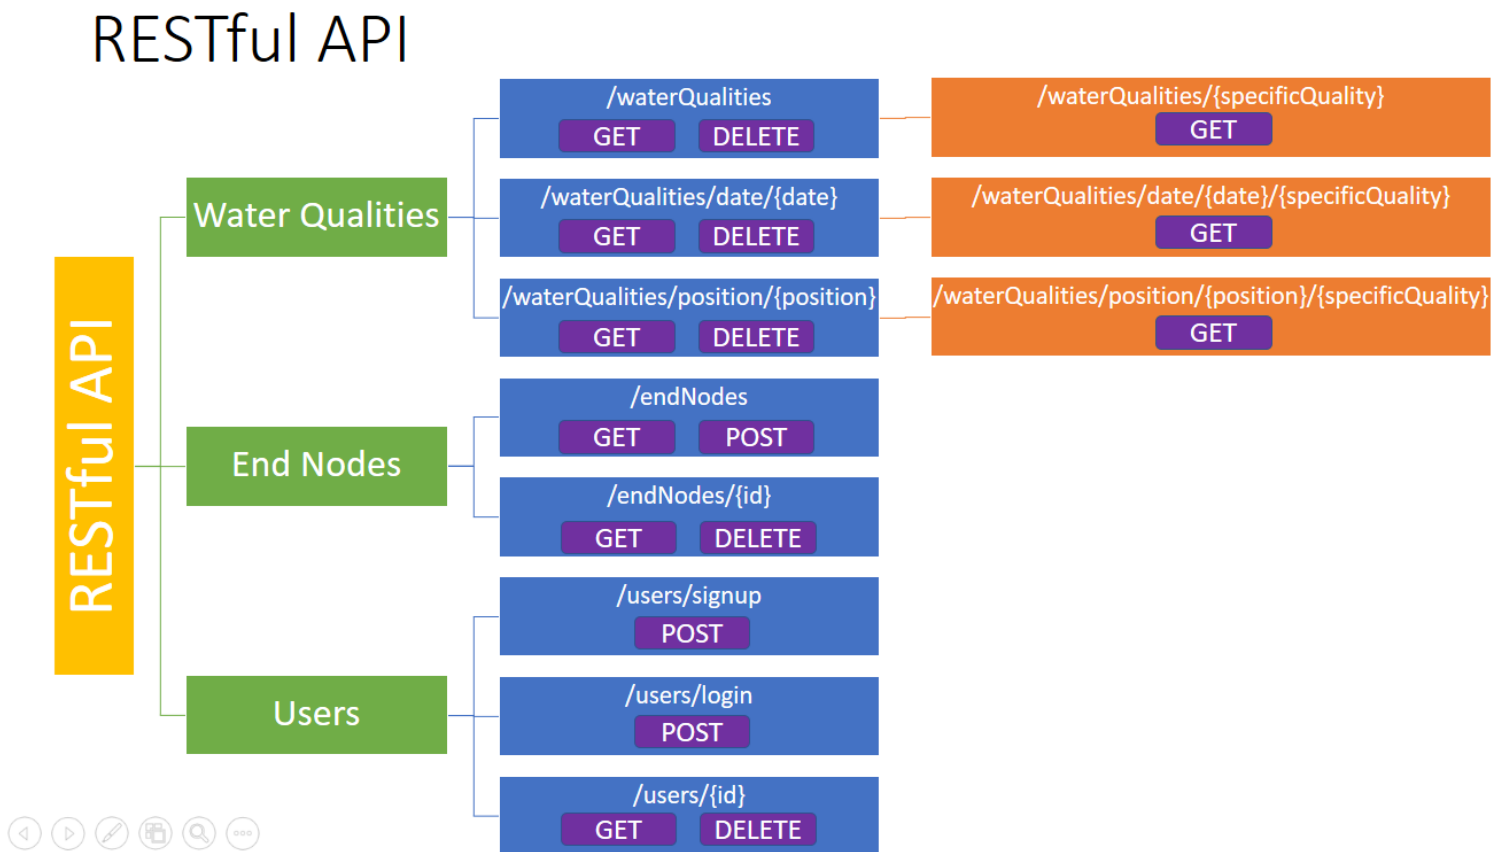 RESTful API
RESTful API
Water Qualities
/waterQualities
GET DELETE
/waterQualities/{specificQuality}
GET
/waterQualities/date/{date}
GET DELETE
/waterQualities/date/{date}/{specificQuality}
GET
/waterQualities/position/{position}
GET DELETE
/waterQualities/position/{position}/{specificQuality}
GET
End Nodes
/endNodes
GET POST
/endNodes/{id}
GET DELETE
Users
/users/signup
POST
/users/login
POST
/users/{id}
GET DELETE